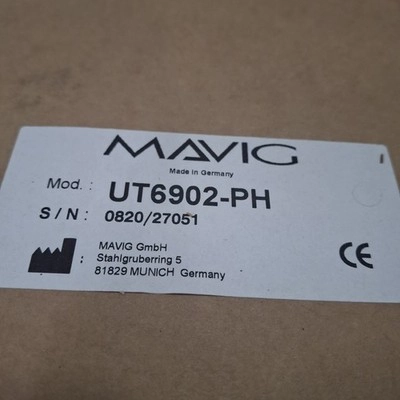 MAVIG
Made in Germany
Mod. : UT6902-PH
S / N : 0820/27051
MAVIG GmbH
: Stahlgruberring 5
81829 MUNICH Germany
CE